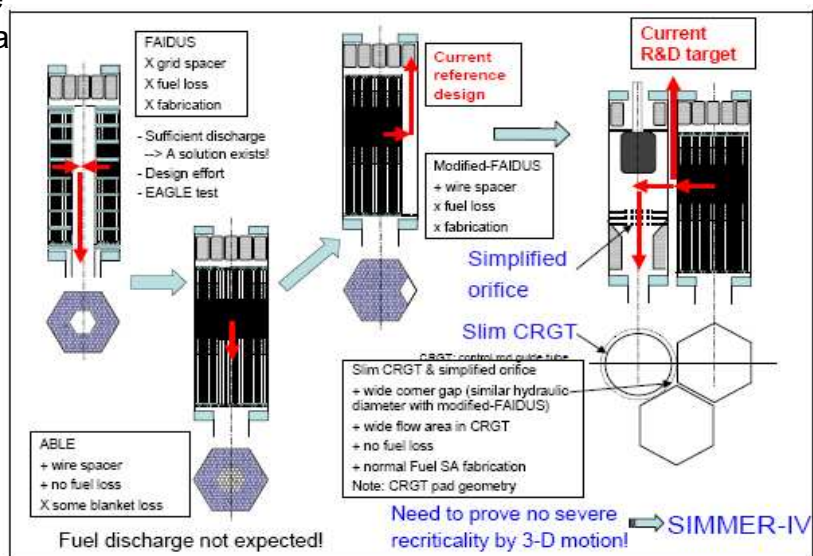 e
a
FAIDUS
X grid spacer
X fuel loss
X fabrication
- Sufficient discharge
--> A solution exists!
- Design effort
- EAGLE test
Current
reference
design
Current
R&D target
Modified-FAIDUS
+ wire spacer
x fuel loss
x fabrication
Simplified
orifice
Slim CRGT
CRGT: control rod guide tube
Slim CRGT & simplified orifice
+ wide corner gap (similar hydraulic
diameter with modified-FAIDUS)
+ wide flow area in CRGT
+ no fuel loss
+ normal Fuel SA fabrication
Note: CRGT pad geometry
ABLE
+ wire spacer
+ no fuel loss
X some blanket loss
Fuel discharge not expected!
Need to prove no severe
recriticality by 3-D motion!
SIMMER-IV